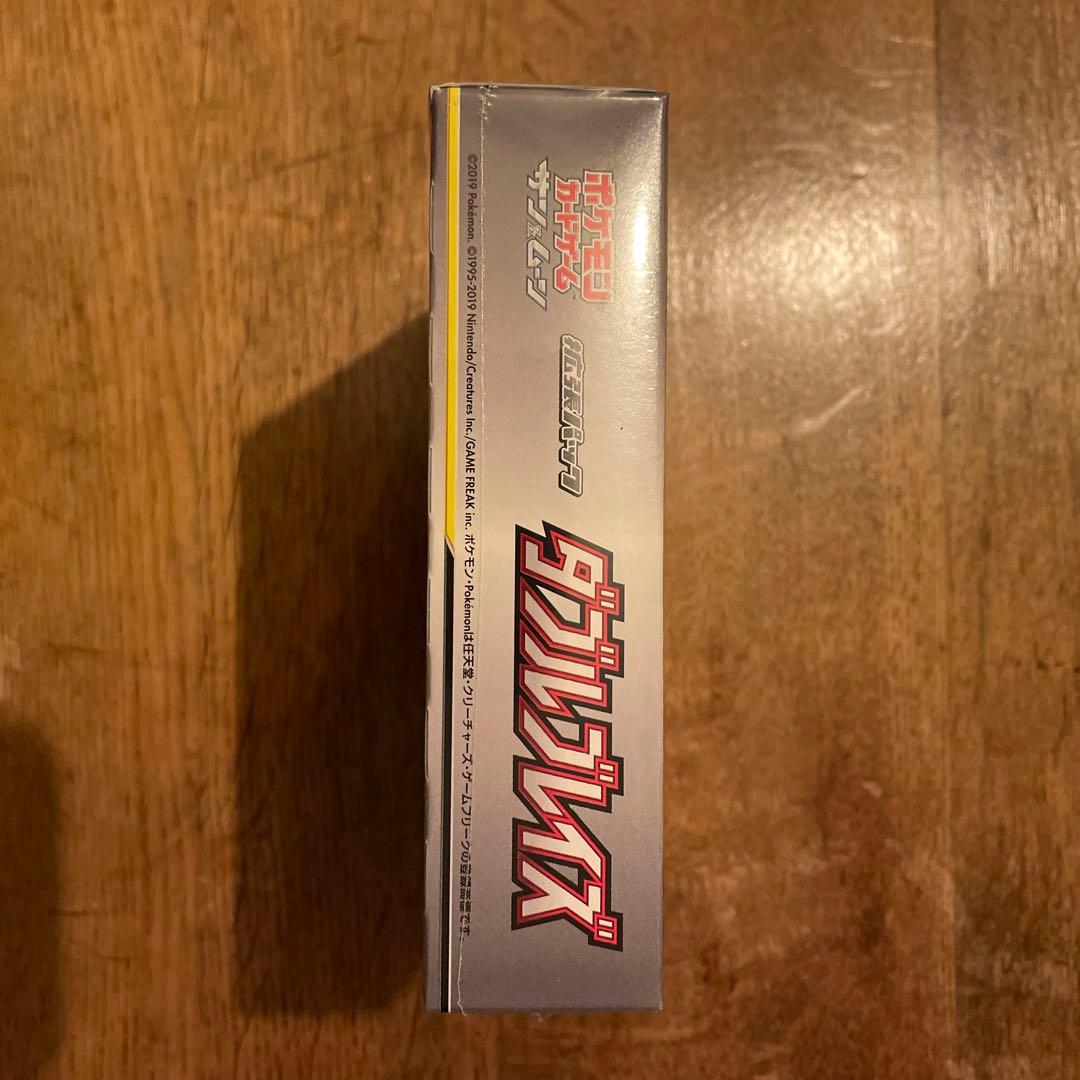 ポケモン
カードゲーム
サン&ムーン
拡張パック
ダブルブレイズ
©2019 Pokémon. ©1995-2019 Nintendo/Creatures Inc./GAME FREAK inc. ポケモン・Pokémonは任天堂・クリーチャーズ・ゲームフリークの登録商標です。